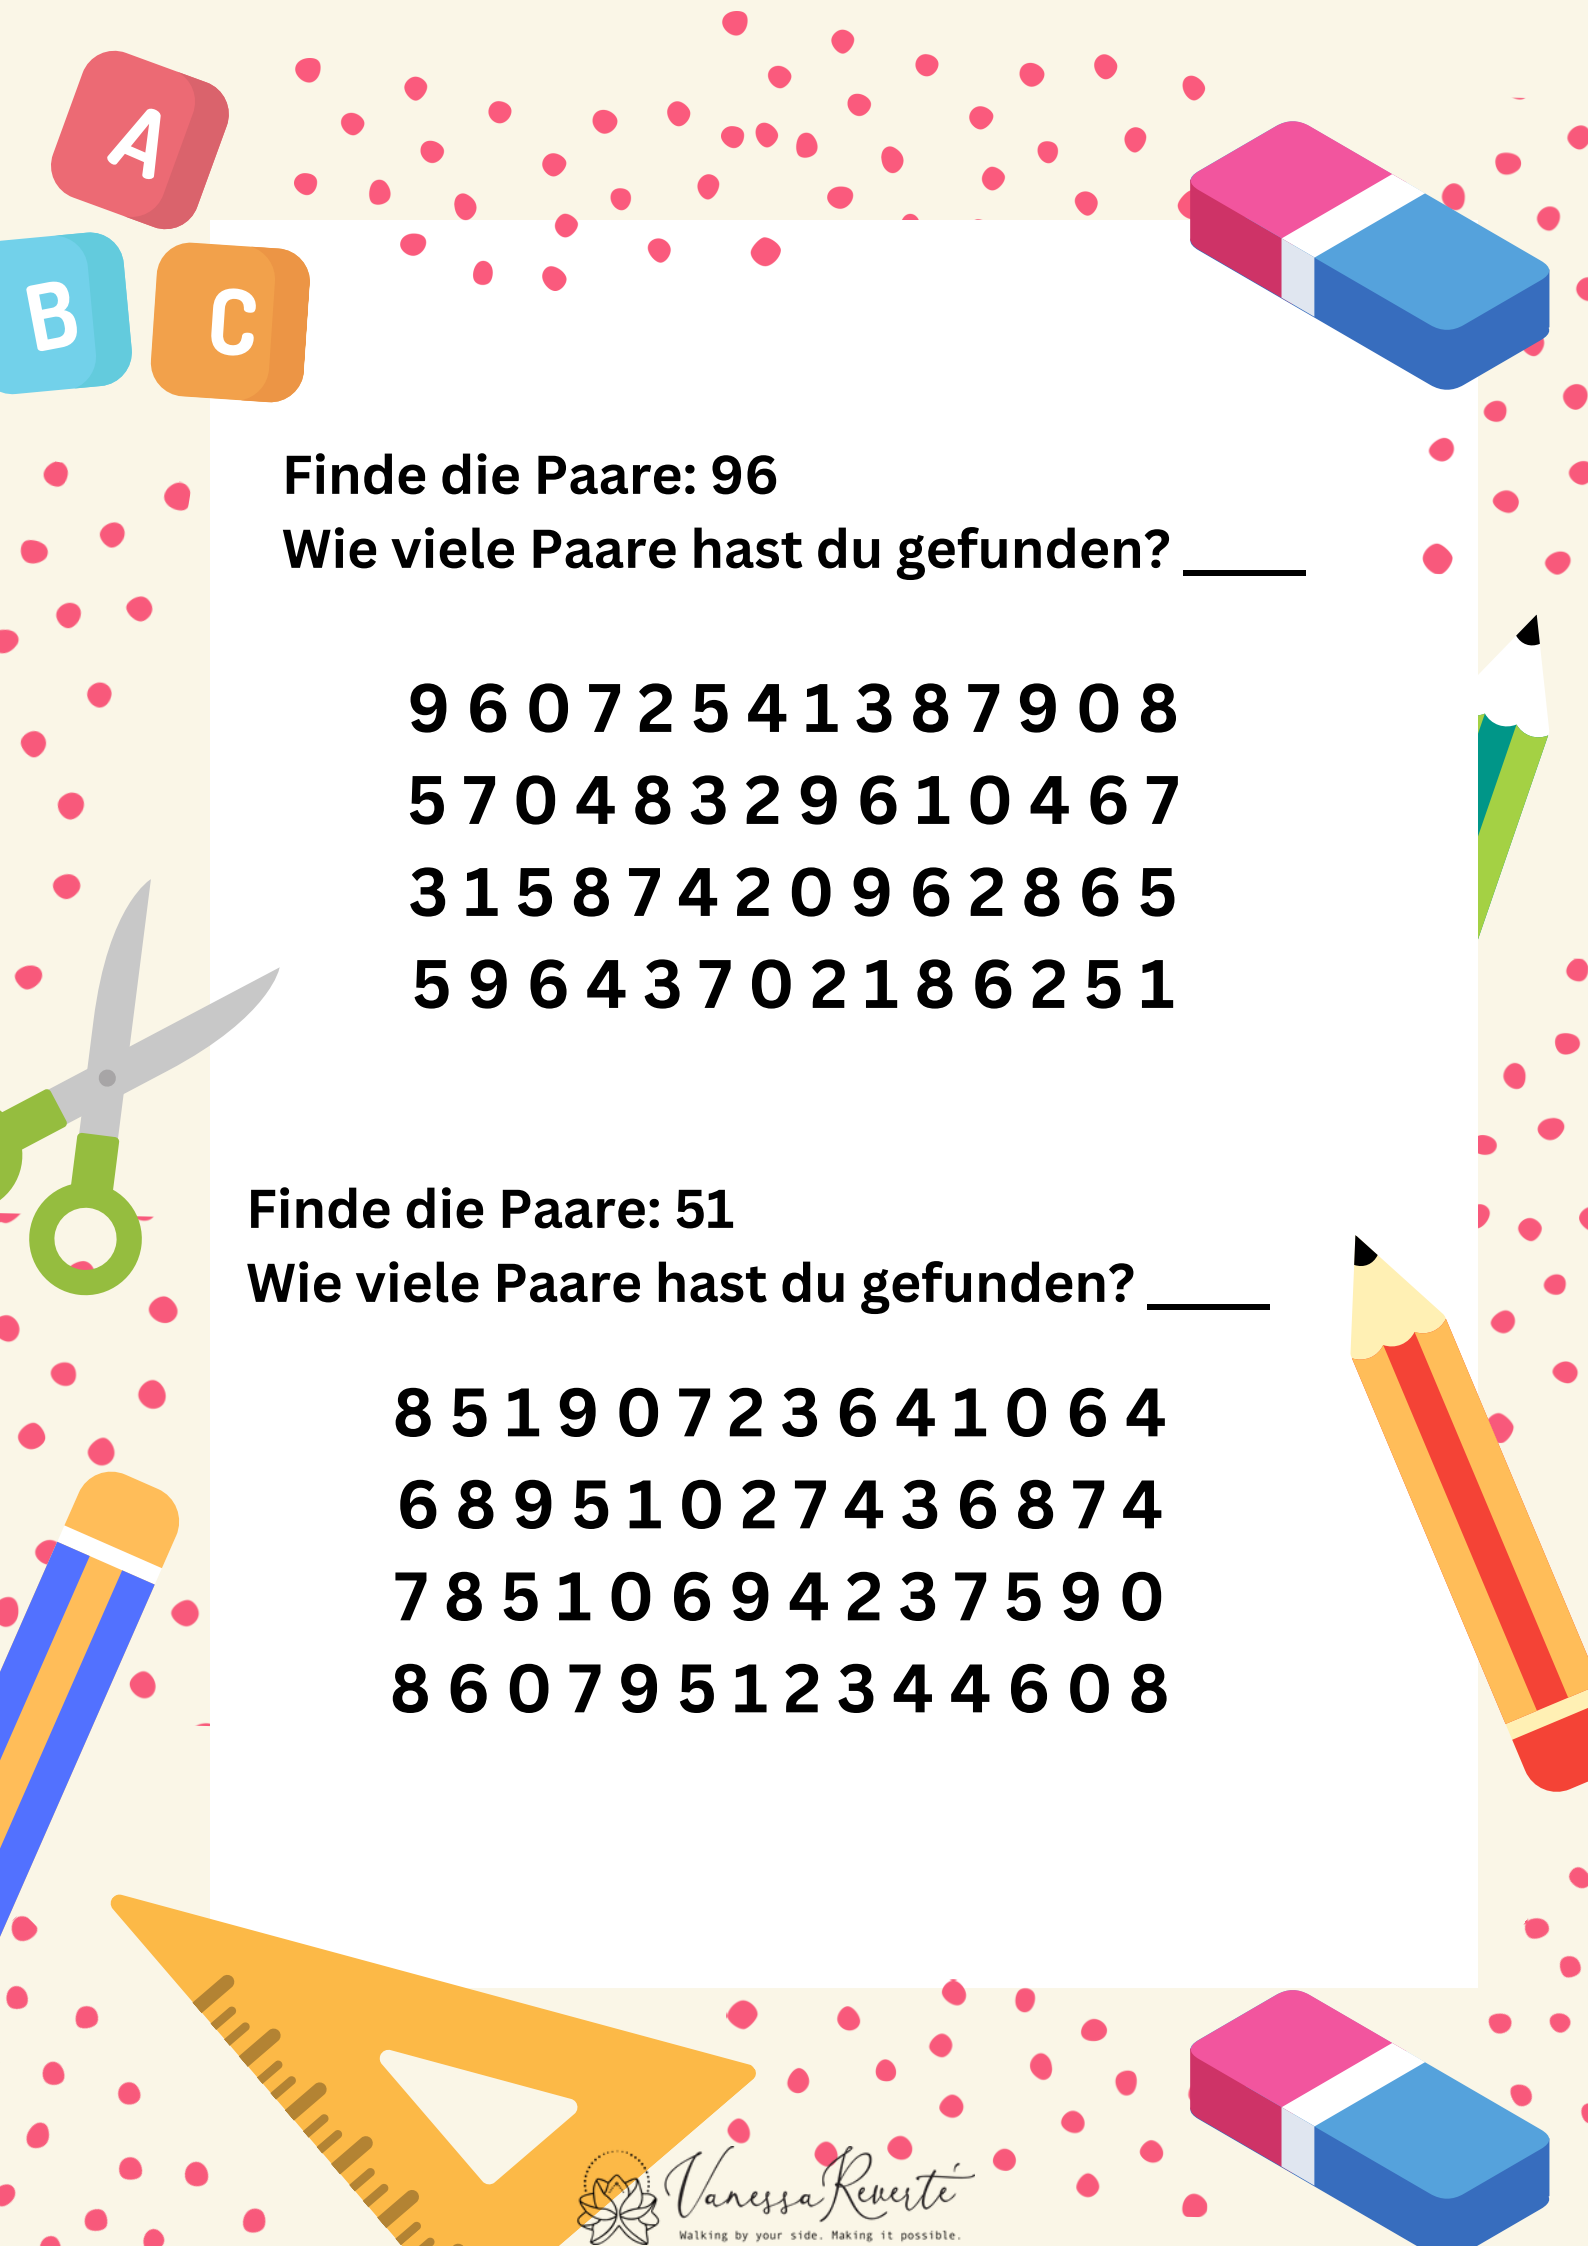 A
B
C
Finde die Paare: 96
Wie viele Paare hast du gefunden? _____
9 6 0 7 2 5 4 1 3 8 7 9 0 8
5 7 0 4 8 3 2 9 6 1 0 4 6 7
3 1 5 8 7 4 2 0 9 6 2 8 6 5
5 9 6 4 3 7 0 2 1 8 6 2 5 1
Finde die Paare: 51
Wie viele Paare hast du gefunden? _____
8 5 1 9 0 7 2 3 6 4 1 0 6 4
6 8 9 5 1 0 2 7 4 3 6 8 7 4
7 8 5 1 0 6 9 4 2 3 7 5 9 0
8 6 0 7 9 5 1 2 3 4 4 6 0 8
Vanessa Reverté
Walking by your side. Making it possible.